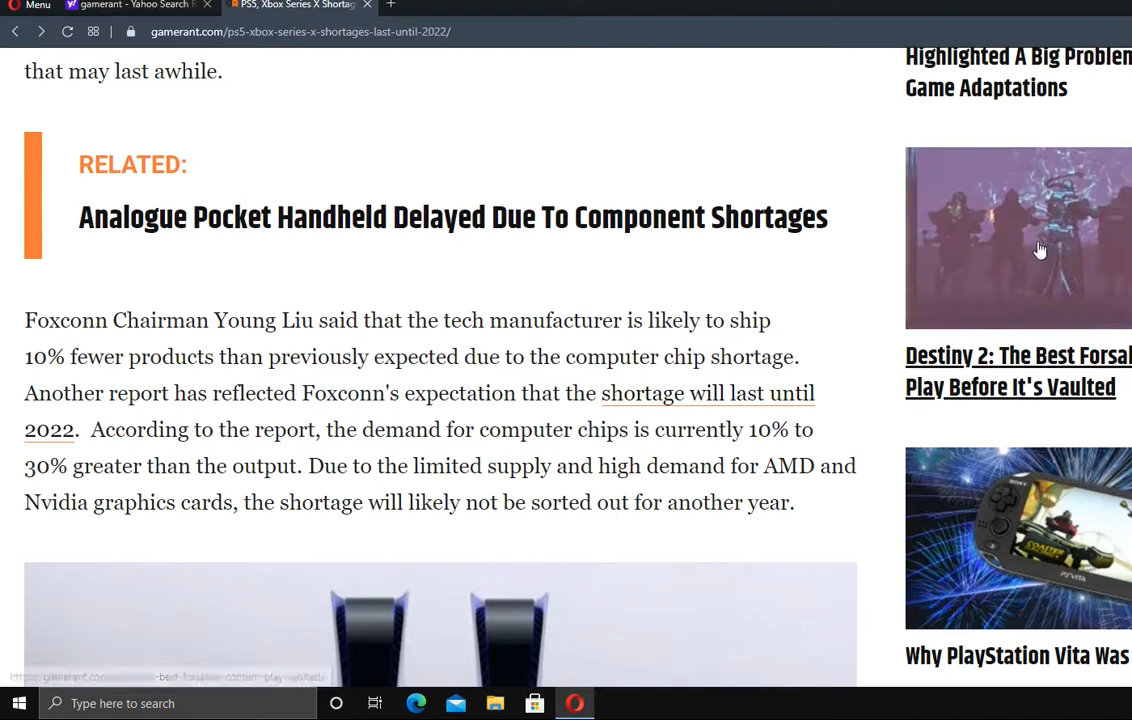 Menu
gamerant - Yahoo Search
PS5, Xbox Series X Shortag
gamerant.com/ps5-xbox-series-x-shortages-last-until-2022/
that may last awhile.
RELATED:
Analogue Pocket Handheld Delayed Due To Component Shortages
Foxconn Chairman Young Liu said that the tech manufacturer is likely to ship
10% fewer products than previously expected due to the computer chip shortage.
Another report has reflected Foxconn's expectation that the shortage will last until
2022. According to the report, the demand for computer chips is currently 10% to
30% greater than the output. Due to the limited supply and high demand for AMD and
Nvidia graphics cards, the shortage will likely not be sorted out for another year.
Highlighted A Big Problem
Game Adaptations
Destiny 2: The Best Forsa
Play Before It's Vaulted
SONY
COASTER
PS VITA
Why PlayStation Vita Was
Type here to search